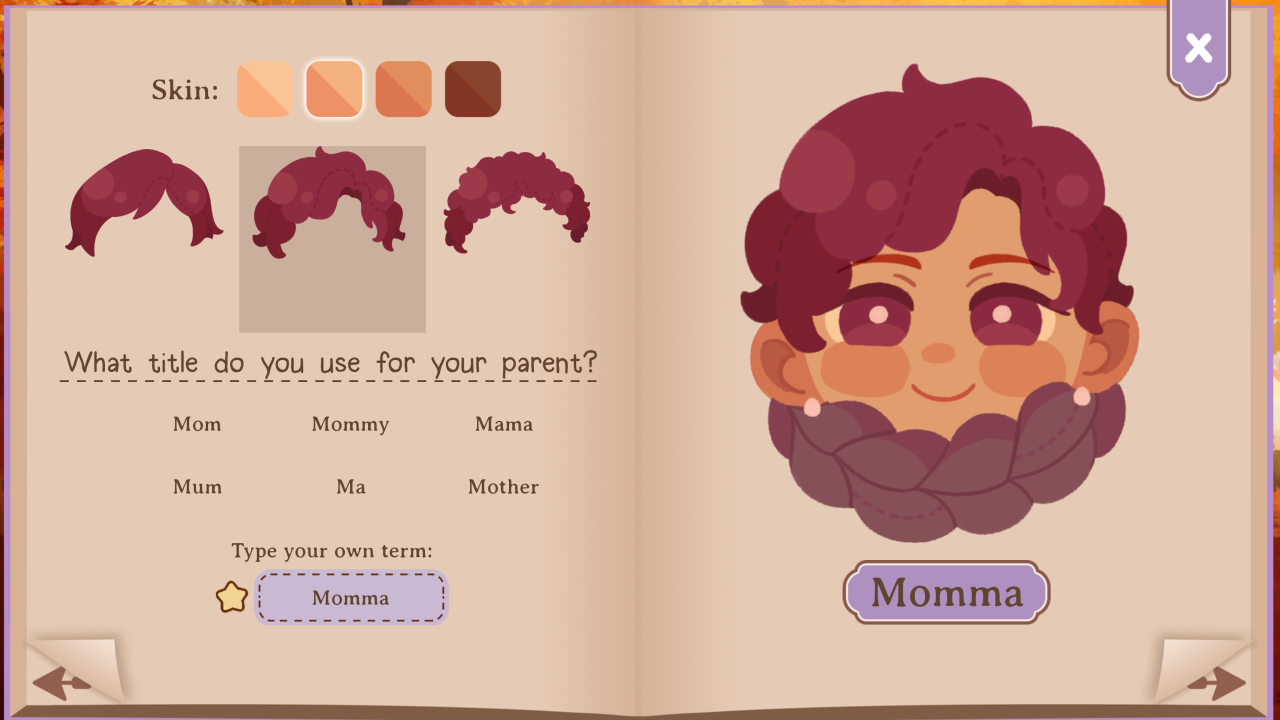 Skin:
What title do you use for your parent?
Mom Mommy Mama
Mum Ma Mother
Type your own term:
Momma
X
Momma